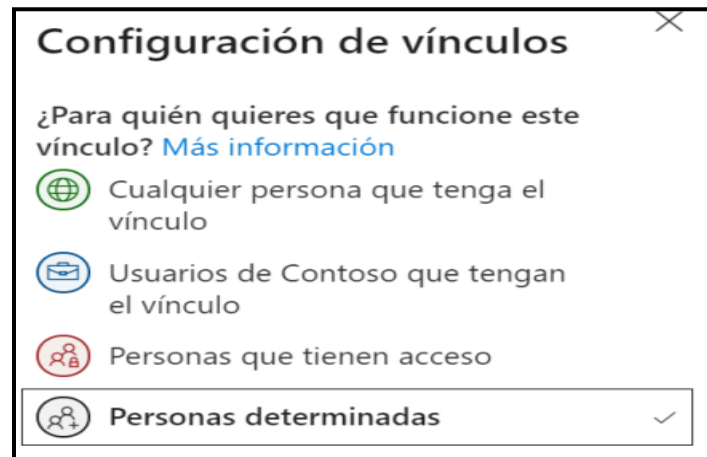 Configuración de vínculos
¿Para quién quieres que funcione este
vínculo? Más información
Cualquier persona que tenga el
vínculo
Usuarios de Contoso que tengan
el vínculo
Personas que tienen acceso
Personas determinadas